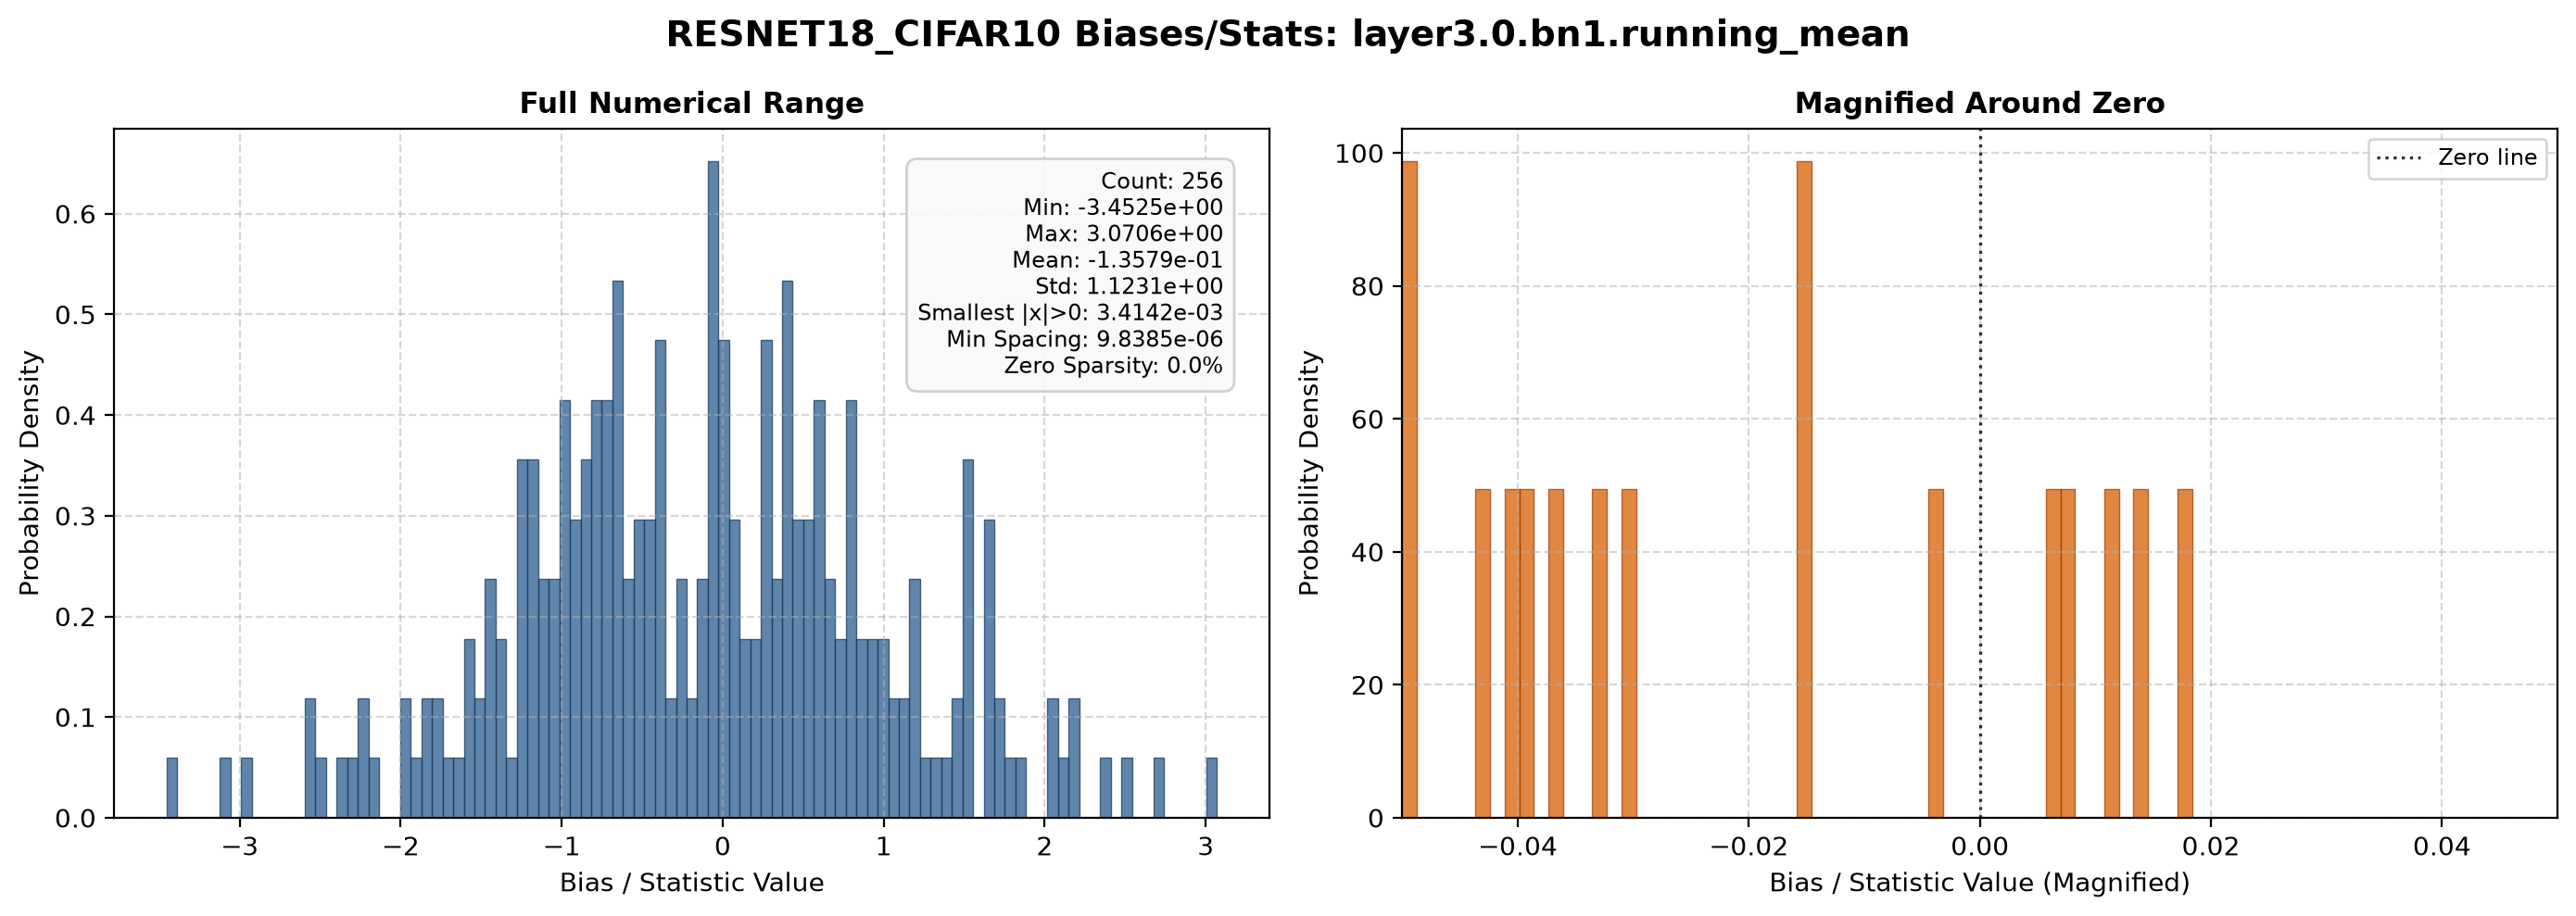 RESNET18_CIFAR10 Biases/Stats: layer3.0.bn1.running_mean
Full Numerical Range
Probability Density
0.0
0.1
0.2
0.3
0.4
0.5
0.6
Count: 256
Min: -3.4525e+00
Max: 3.0706e+00
Mean: -1.3579e-01
Std: 1.1231e+00
Smallest |x|>0: 3.4142e-03
Min Spacing: 9.8385e-06
Zero Sparsity: 0.0%
−3 −2 −1 0 1 2 3
Bias / Statistic Value
Magnified Around Zero
Probability Density
0
20
40
60
80
100
Zero line
−0.04 −0.02 0.00 0.02 0.04
Bias / Statistic Value (Magnified)